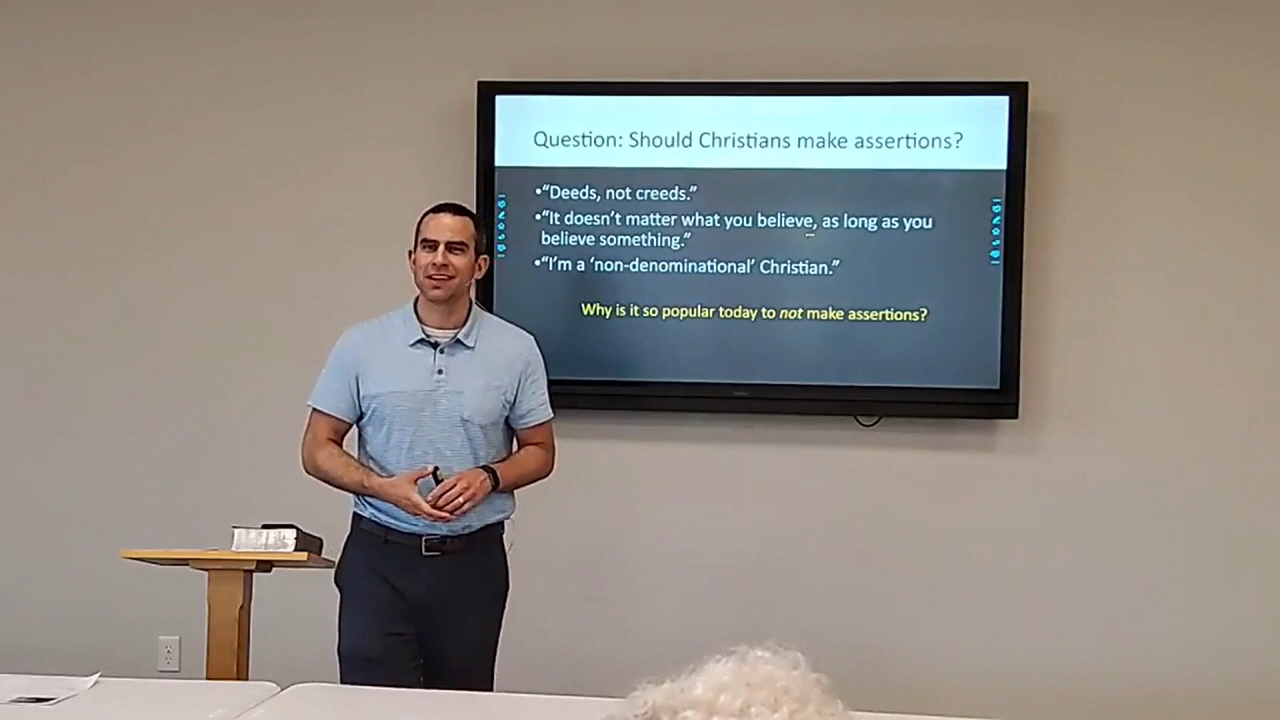 Question: Should Christians make assertions?
•“Deeds, not creeds.”
•“It doesn’t matter what you believe, as long as you
believe something.”
•“I’m a ‘non-denominational’ Christian.”
Why is it so popular today to not make assertions?